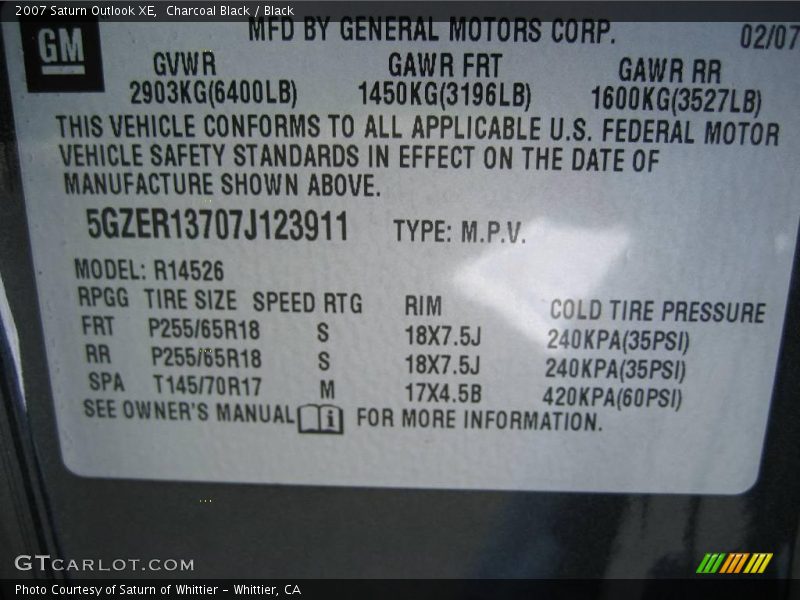 2007 Saturn Outlook XE, Charcoal Black / Black
GM
MFD BY GENERAL MOTORS CORP.
02/07
GVWR GAWR FRT GAWR RR
2903KG(6400LB) 1450KG(3196LB) 1600KG(3527LB)
THIS VEHICLE CONFORMS TO ALL APPLICABLE U.S. FEDERAL MOTOR
VEHICLE SAFETY STANDARDS IN EFFECT ON THE DATE OF
MANUFACTURE SHOWN ABOVE.
5GZER13707J123911 TYPE: M.P.V.
MODEL: R14526
RPGG TIRE SIZE SPEED RTG RIM COLD TIRE PRESSURE
FRT P255/65R18 S 18X7.5J 240KPA(35PSI)
RR P255/65R18 S 18X7.5J 240KPA(35PSI)
SPA T145/70R17 M 17X4.5B 420KPA(60PSI)
SEE OWNER'S MANUAL i FOR MORE INFORMATION.
GTCARLOT.COM
Photo Courtesy of Saturn of Whittier - Whittier, CA